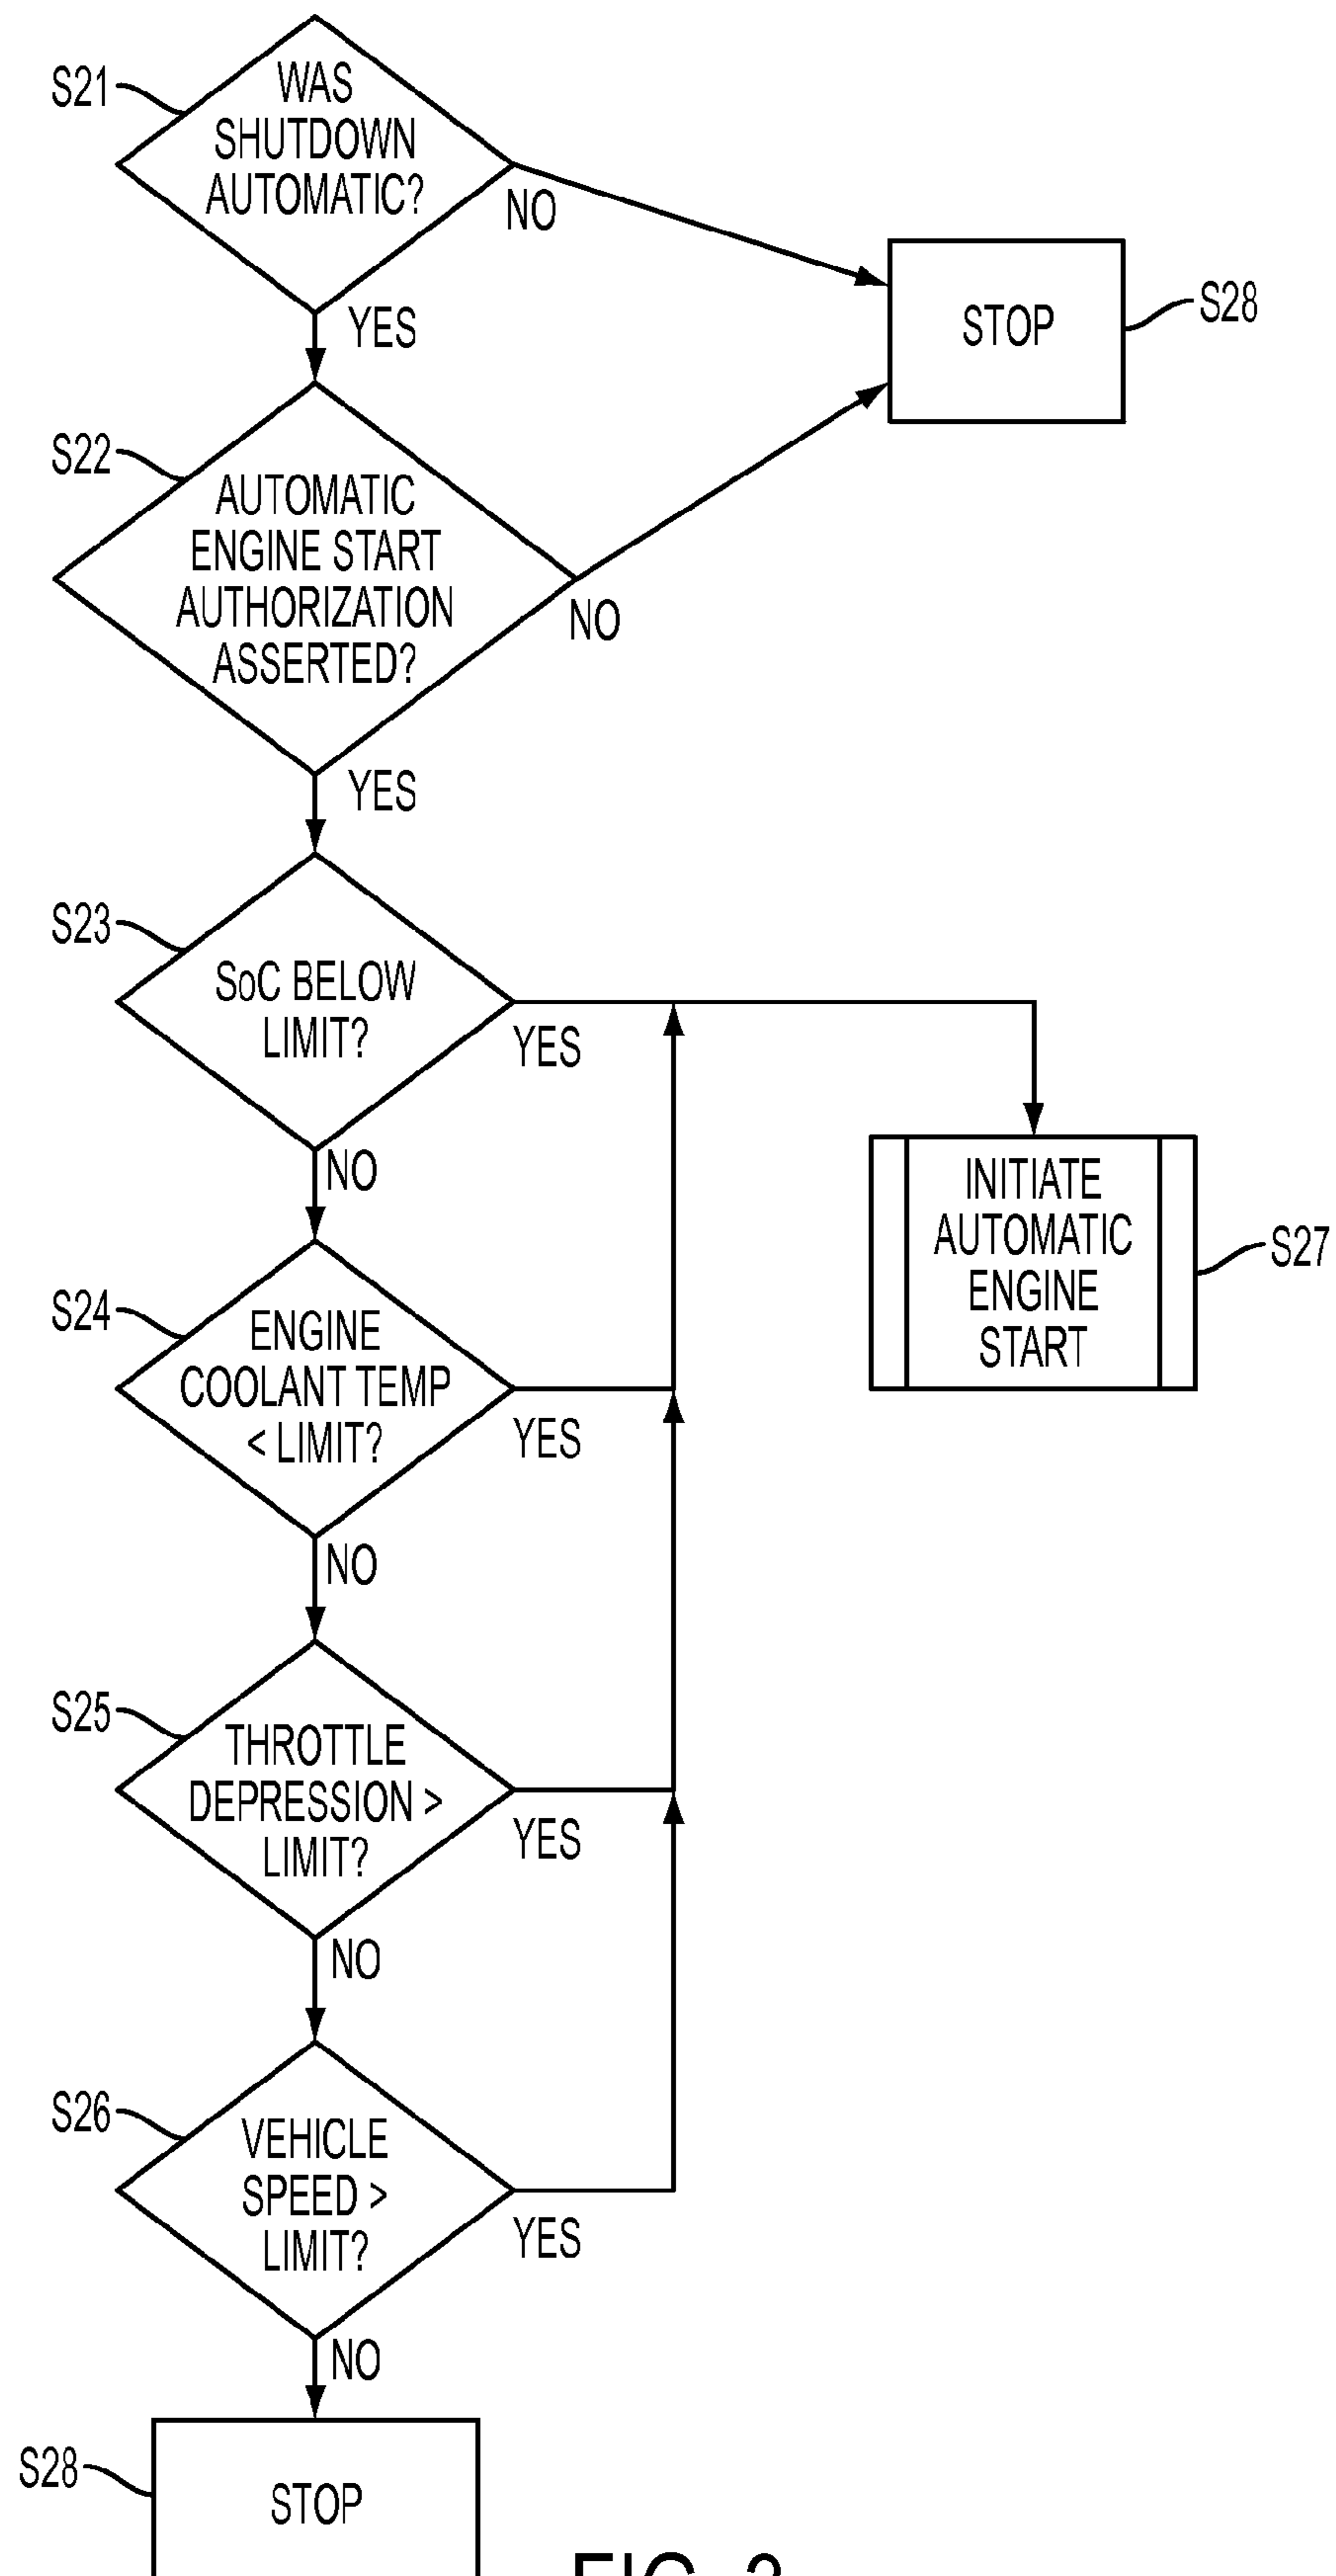 S21
WAS
SHUTDOWN
AUTOMATIC?
NO
YES
STOP
S28
S22
AUTOMATIC
ENGINE START
AUTHORIZATION
ASSERTED?
NO
YES
S23
SoC BELOW
LIMIT?
YES
NO
INITIATE
AUTOMATIC
ENGINE
START
S27
S24
ENGINE
COOLANT TEMP
< LIMIT?
YES
NO
S25
THROTTLE
DEPRESSION >
LIMIT?
YES
NO
S26
VEHICLE
SPEED >
LIMIT?
YES
NO
S28
STOP
FIG.